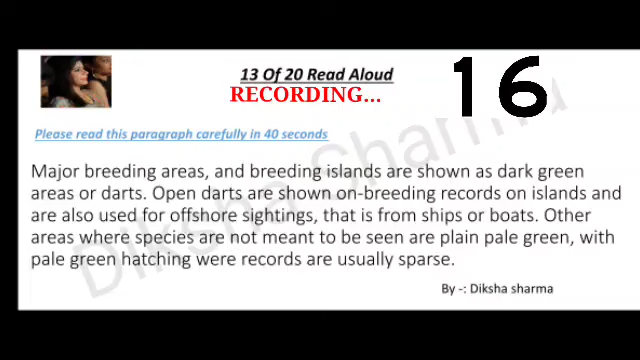 13 Of 20 Read Aloud
RECORDING...
16
Please read this paragraph carefully in 40 seconds
Major breeding areas, and breeding islands are shown as dark green
areas or darts. Open darts are shown on-breeding records on islands and
are also used for offshore sightings, that is from ships or boats. Other
areas where species are not meant to be seen are plain pale green, with
pale green hatching were records are usually sparse.
By -: Diksha sharma
Diksha Sharma